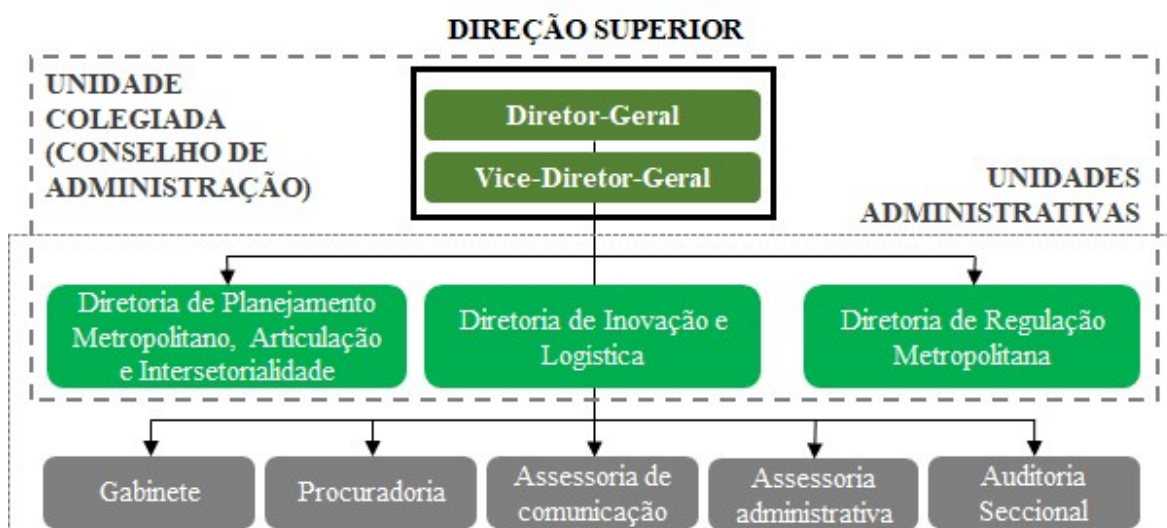 DIREÇÃO SUPERIOR
UNIDADE
COLEGIADA
(CONSELHO DE
ADMINISTRAÇÃO)
Diretor-Geral
Vice-Diretor-Geral
UNIDADES
ADMINISTRATIVAS
Diretoria de Planejamento
Metropolitano, Articulação
e Intersetorialidade
Diretoria de Inovação e
Logística
Diretoria de Regulação
Metropolitana
Gabinete
Procuradoria
Assessoria de
comunicação
Assessoria
administrativa
Auditoria
Seccional